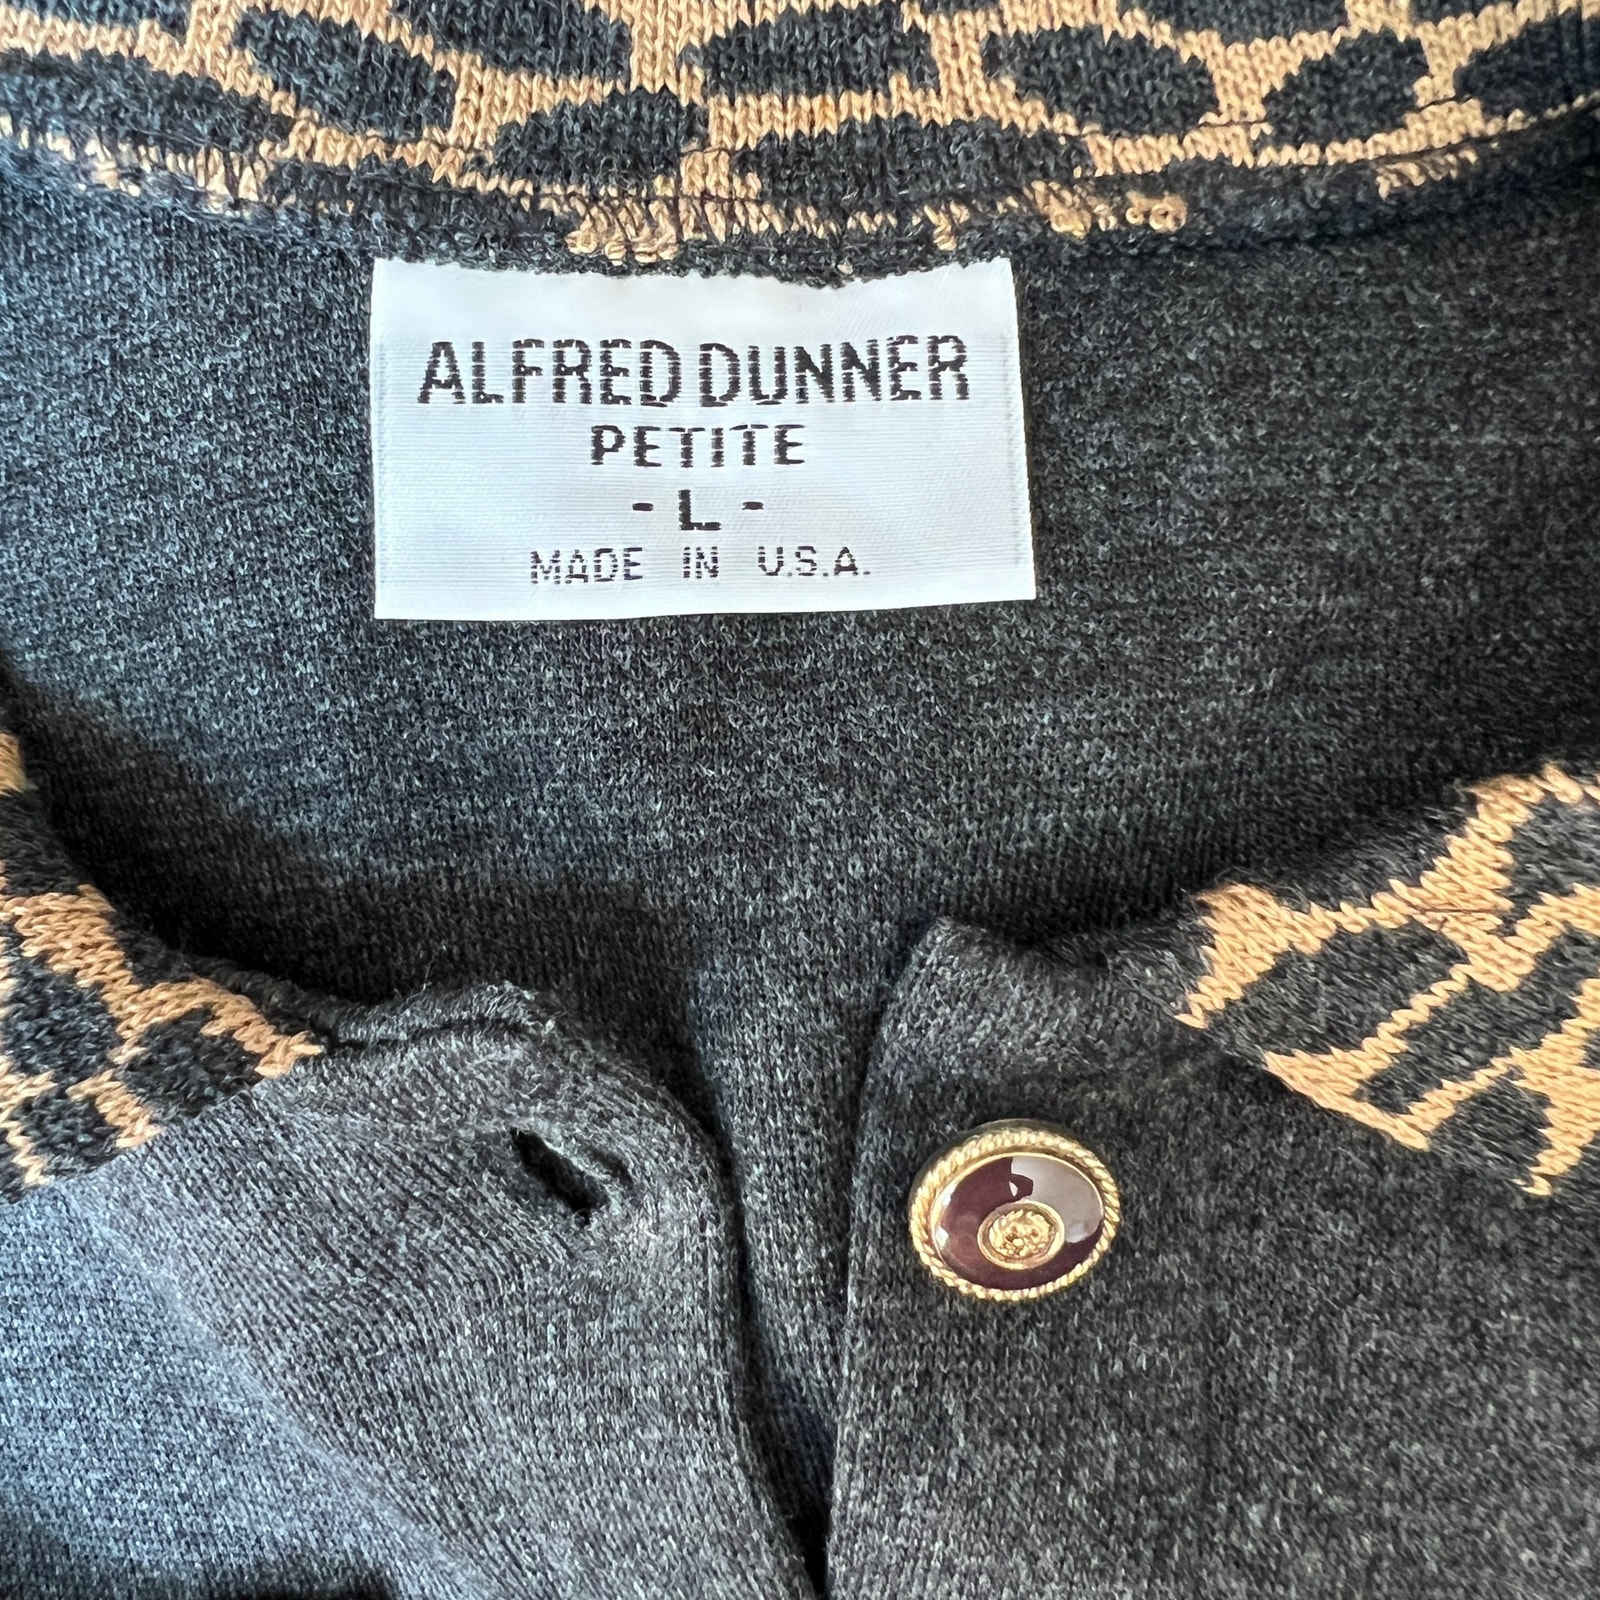 ALFRED DUNNER
PETITE
- L -
MADE IN U.S.A.